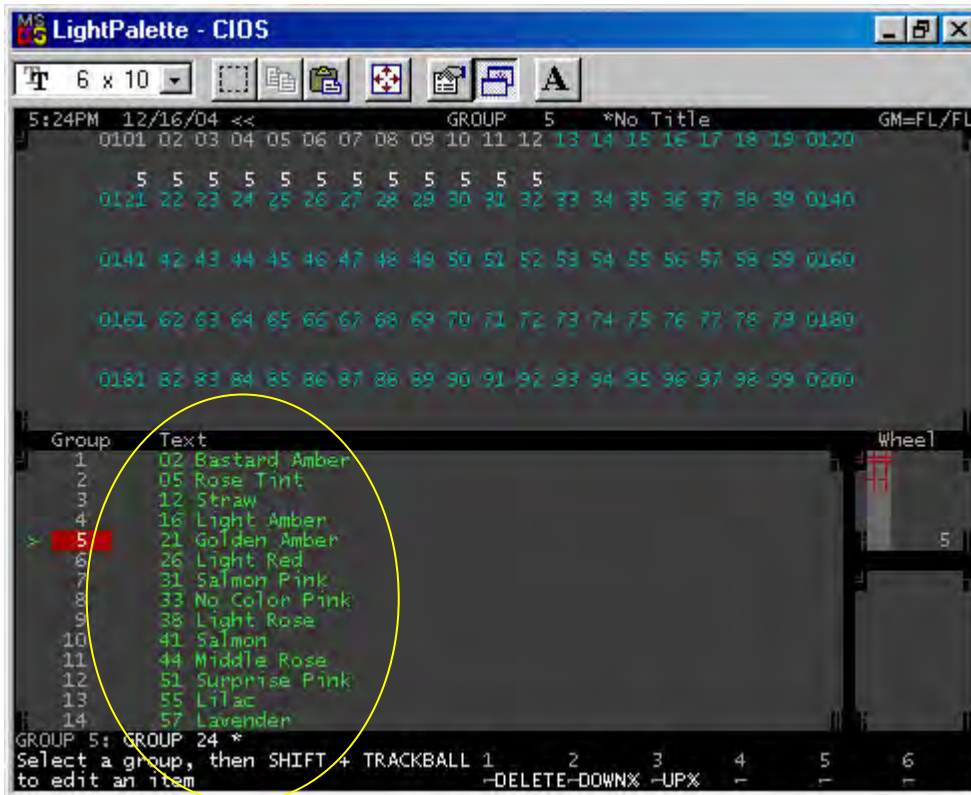 MS
DOS
LightPalette - CIOS
6 x 10
A
5:24PM 12/16/04 << GROUP 5 *No Title GM=FL/FL
0101 02 03 04 05 06 07 08 09 10 11 12 13 14 15 16 17 18 19 0120
5 5 5 5 5 5 5 5 5 5 5 5
0121 22 23 24 25 26 27 28 29 30 31 32 33 34 35 36 37 38 39 0140
0141 42 43 44 45 46 47 48 49 50 51 52 53 54 55 56 57 58 59 0160
0161 62 63 64 65 66 67 68 69 70 71 72 73 74 75 76 77 78 79 0180
0181 82 83 84 85 86 87 88 89 90 91 92 93 94 95 96 97 98 99 0200
Group Text Wheel
1 02 Bastard Amber
2 05 Rose Tint
3 12 Straw
4 16 Light Amber
> 5 21 Golden Amber 5
6 26 Light Red
7 31 Salmon Pink
8 33 No Color Pink
9 38 Light Rose
10 41 Salmon
11 44 Middle Rose
12 51 Surprise Pink
13 55 Lilac
14 57 Lavender
GROUP 5: GROUP 24 *
Select a group, then SHIFT + TRACKBALL 1 2 3 4 5 6
to edit an item DELETE DOWN% UP%